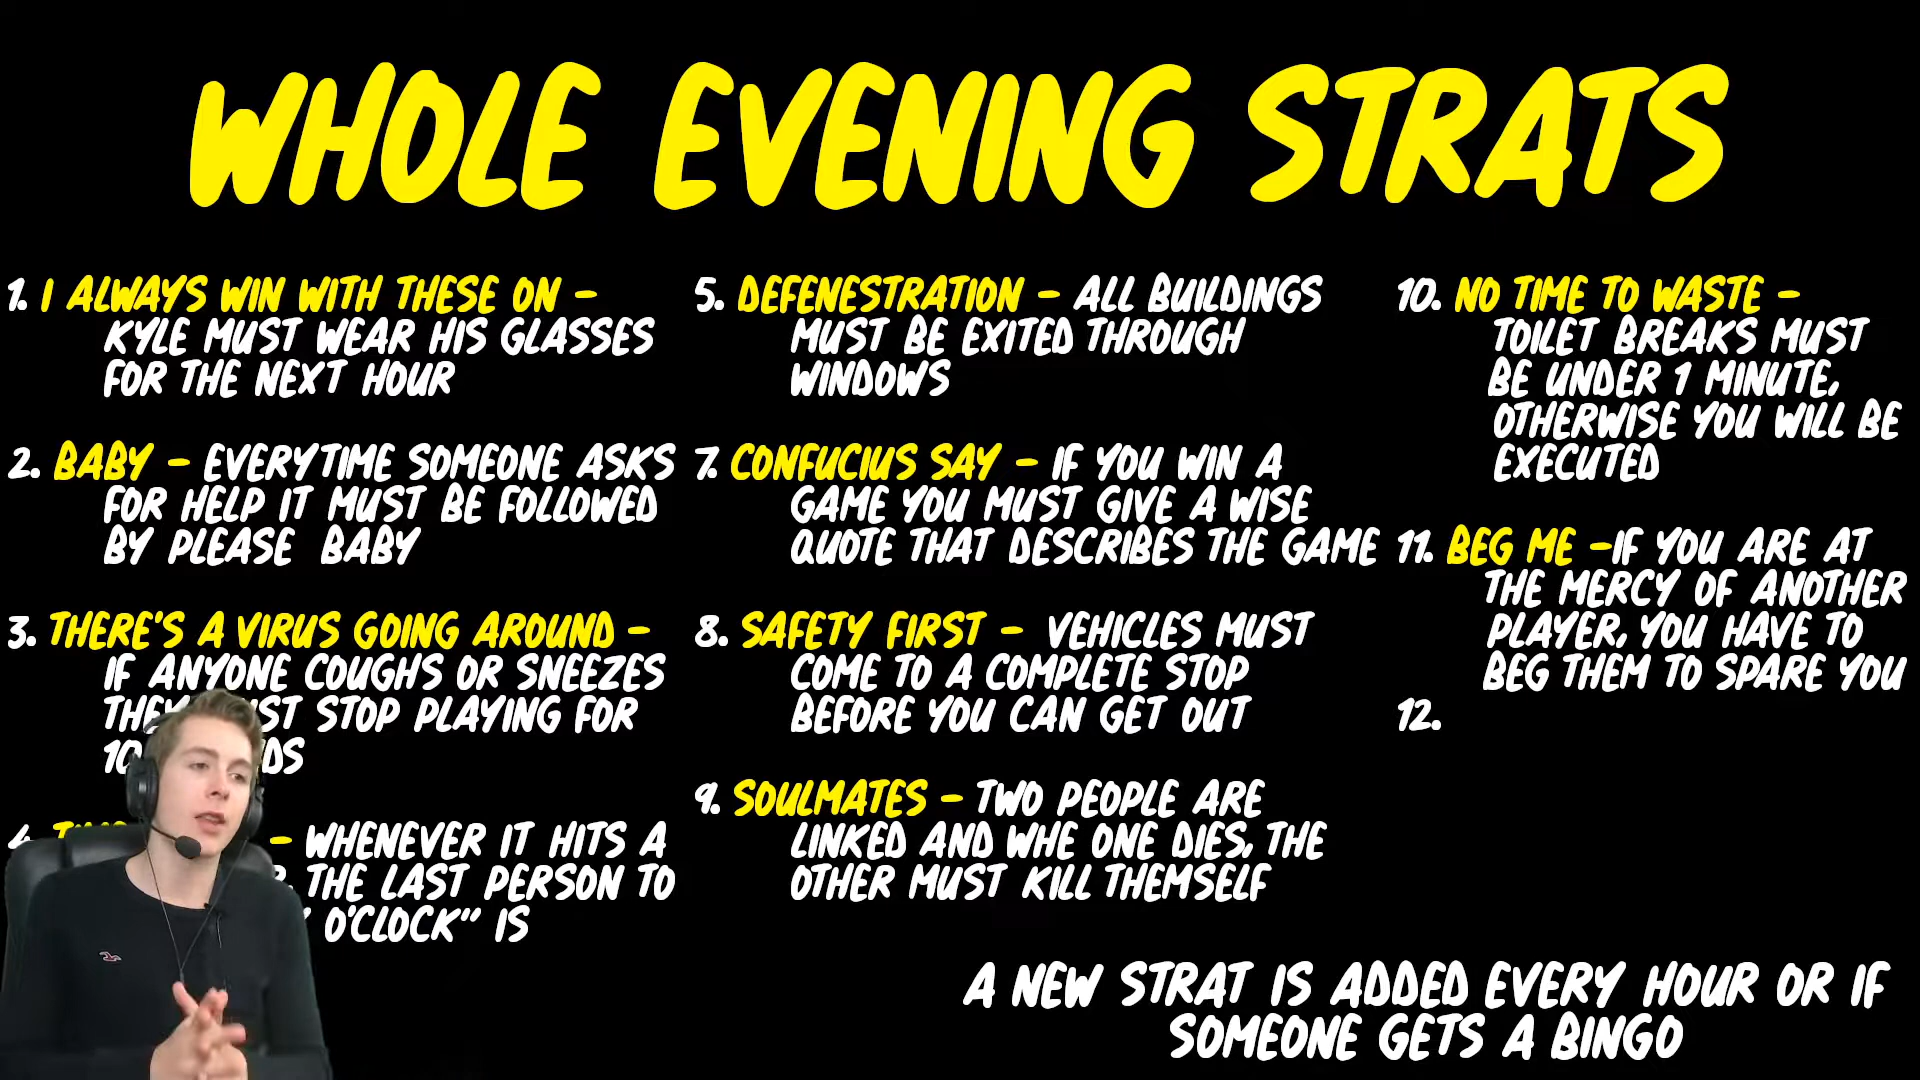 WHOLE EVENING STRATS
1. I ALWAYS WIN WITH THESE ON -
KYLE MUST WEAR HIS GLASSES
FOR THE NEXT HOUR
2. BABY - EVERYTIME SOMEONE ASKS
FOR HELP IT MUST BE FOLLOWED
BY PLEASE BABY
3. THERE'S A VIRUS GOING AROUND -
IF ANYONE COUGHS OR SNEEZES
STOP PLAYING FOR
4. - WHENEVER IT HITS A
THE LAST PERSON TO
O'CLOCK" IS
5. DEFENESTRATION - ALL BUILDINGS
MUST BE EXITED THROUGH
WINDOWS
7. CONFUCIUS SAY - IF YOU WIN A
GAME YOU MUST GIVE A WISE
QUOTE THAT DESCRIBES THE GAME
8. SAFETY FIRST - VEHICLES MUST
COME TO A COMPLETE STOP
BEFORE YOU CAN GET OUT
9. SOULMATES - TWO PEOPLE ARE
LINKED AND WHE ONE DIES, THE
OTHER MUST KILL THEMSELF
10. NO TIME TO WASTE -
TOILET BREAKS MUST
BE UNDER 1 MINUTE,
OTHERWISE YOU WILL BE
EXECUTED
11. BEG ME -IF YOU ARE AT
THE MERCY OF ANOTHER
PLAYER, YOU HAVE TO
BEG THEM TO SPARE YOU
12.
A NEW STRAT IS ADDED EVERY HOUR OR IF
SOMEONE GETS A BINGO